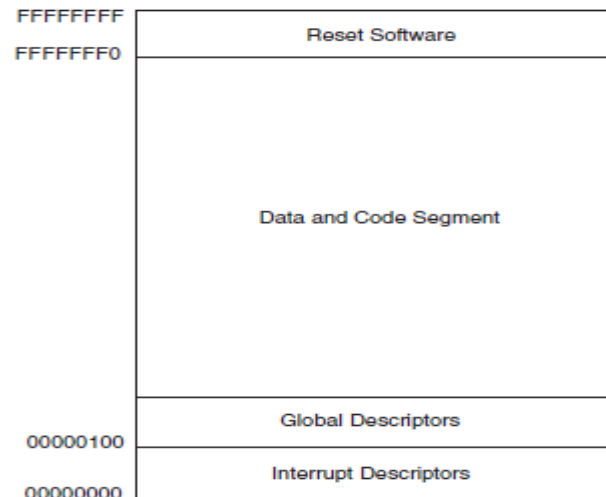 FFFFFFFF
Reset Software
FFFFFFF0
Data and Code Segment
Global Descriptors
00000100
Interrupt Descriptors
00000000